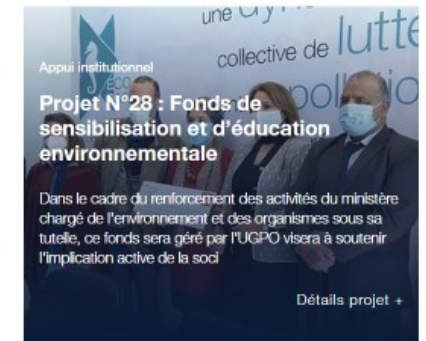 une
collective de lutte
Appui institutionnel
ECO
Projet N°28 : Fonds de
sensibilisation et d'éducation
environnementale
Dans le cadre du renforcement des activités du ministère
chargé de l'environnement et des organismes sous sa
tutelle, ce fonds sera géré par l'UGPO visera à soutenir
l'implication active de la soci
Détails projet +